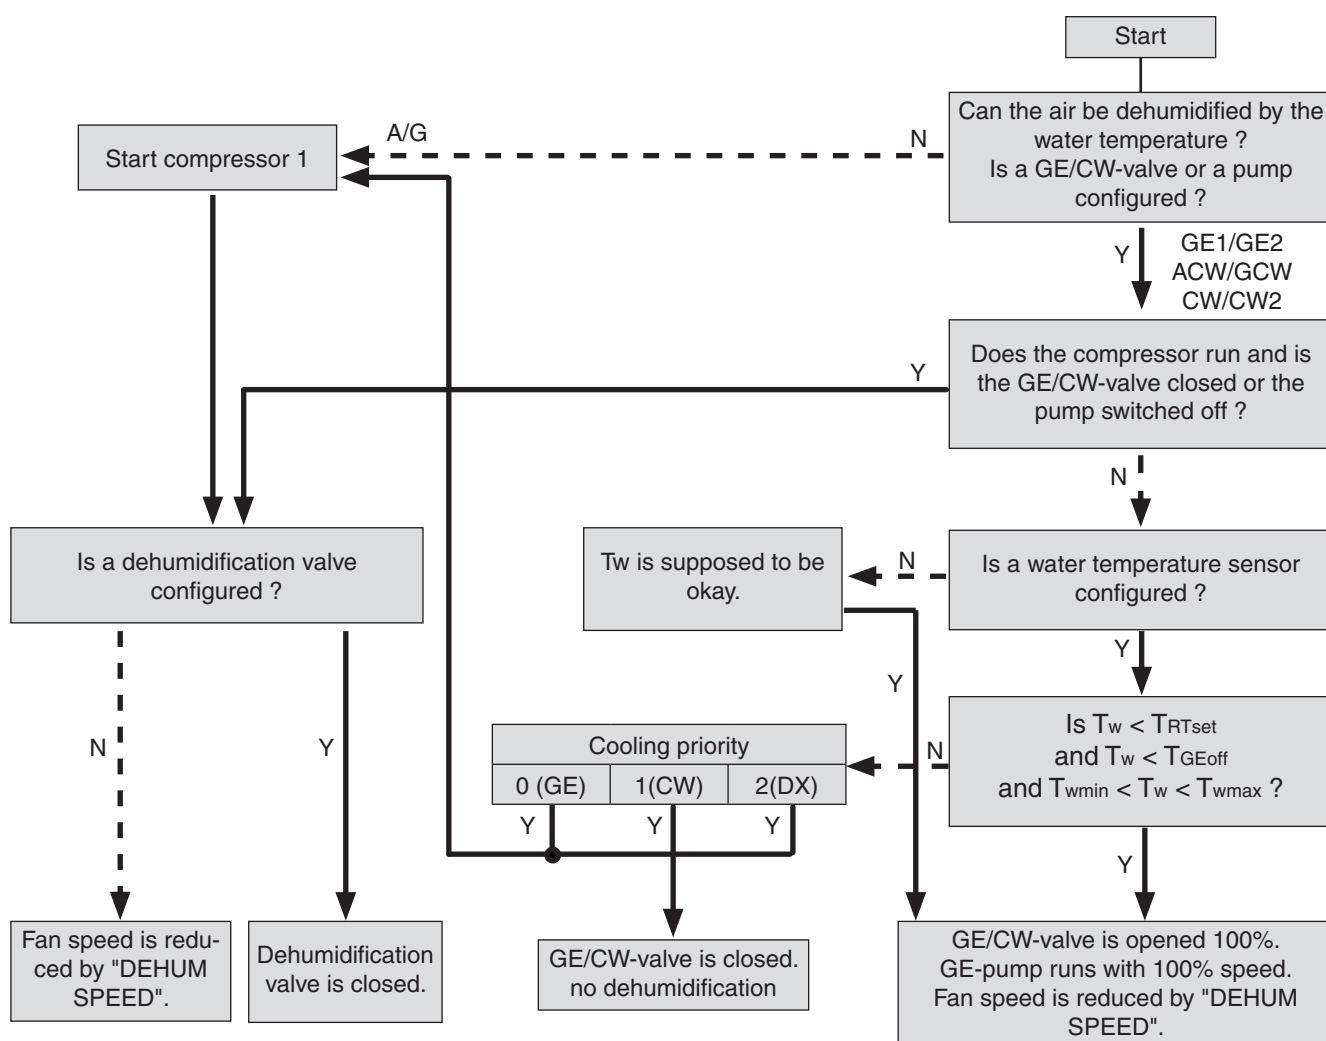 Start
Can the air be dehumidified by the
water temperature ?
Is a GE/CW-valve or a pump
configured ?
N
A/G
Start compressor 1
Y
GE1/GE2
ACW/GCW
CW/CW2
Does the compressor run and is
the GE/CW-valve closed or the
pump switched off ?
Y
N
Is a dehumidification valve
configured ?
Tw is supposed to be
okay.
N
Is a water temperature sensor
configured ?
Y
Y
N
Y
Cooling priority
0 (GE) 1(CW) 2(DX)
Y Y Y
N
Is Tw < TRTset
and Tw < TGEoff
and Twmin < Tw < Twmax ?
Y
Fan speed is redu-
ced by "DEHUM
SPEED".
Dehumidification
valve is closed.
GE/CW-valve is closed.
no dehumidification
GE/CW-valve is opened 100%.
GE-pump runs with 100% speed.
Fan speed is reduced by "DEHUM
SPEED".